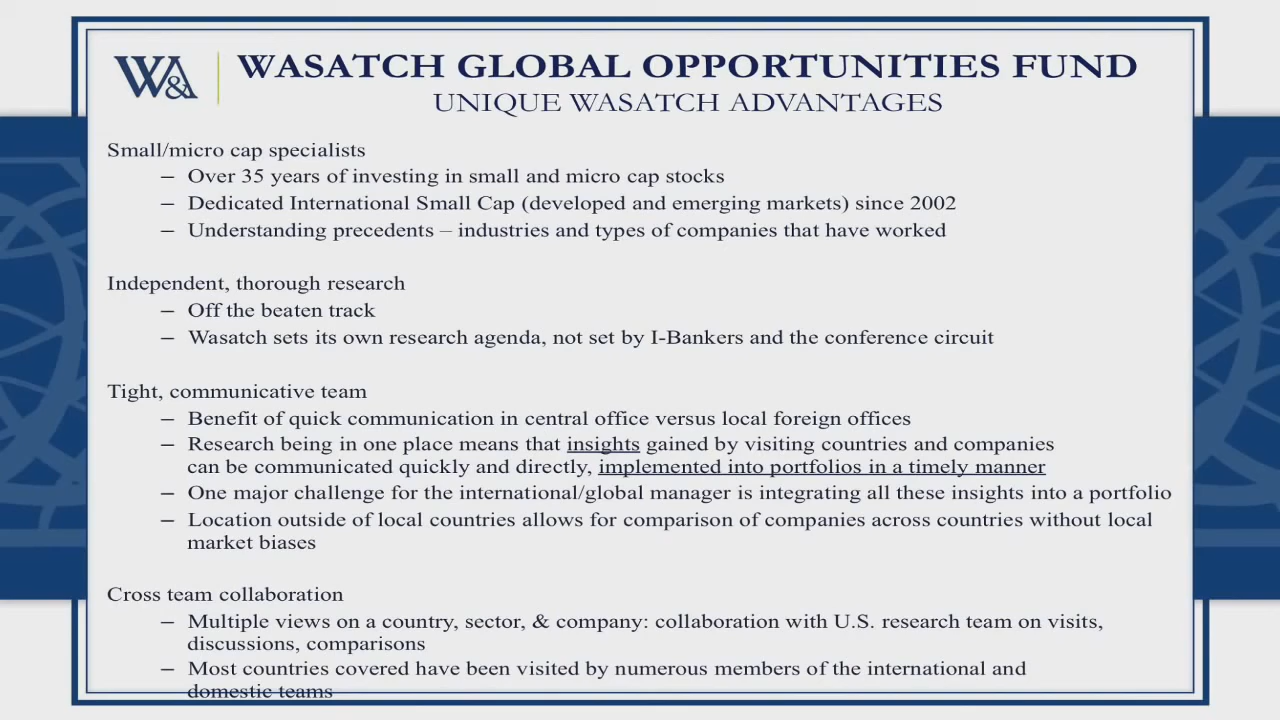 W&A
WASATCH GLOBAL OPPORTUNITIES FUND
UNIQUE WASATCH ADVANTAGES
Small/micro cap specialists
– Over 35 years of investing in small and micro cap stocks
– Dedicated International Small Cap (developed and emerging markets) since 2002
– Understanding precedents – industries and types of companies that have worked
Independent, thorough research
– Off the beaten track
– Wasatch sets its own research agenda, not set by I-Bankers and the conference circuit
Tight, communicative team
– Benefit of quick communication in central office versus local foreign offices
– Research being in one place means that insights gained by visiting countries and companies
can be communicated quickly and directly, implemented into portfolios in a timely manner
– One major challenge for the international/global manager is integrating all these insights into a portfolio
– Location outside of local countries allows for comparison of companies across countries without local
market biases
Cross team collaboration
– Multiple views on a country, sector, & company: collaboration with U.S. research team on visits,
discussions, comparisons
– Most countries covered have been visited by numerous members of the international and
domestic teams